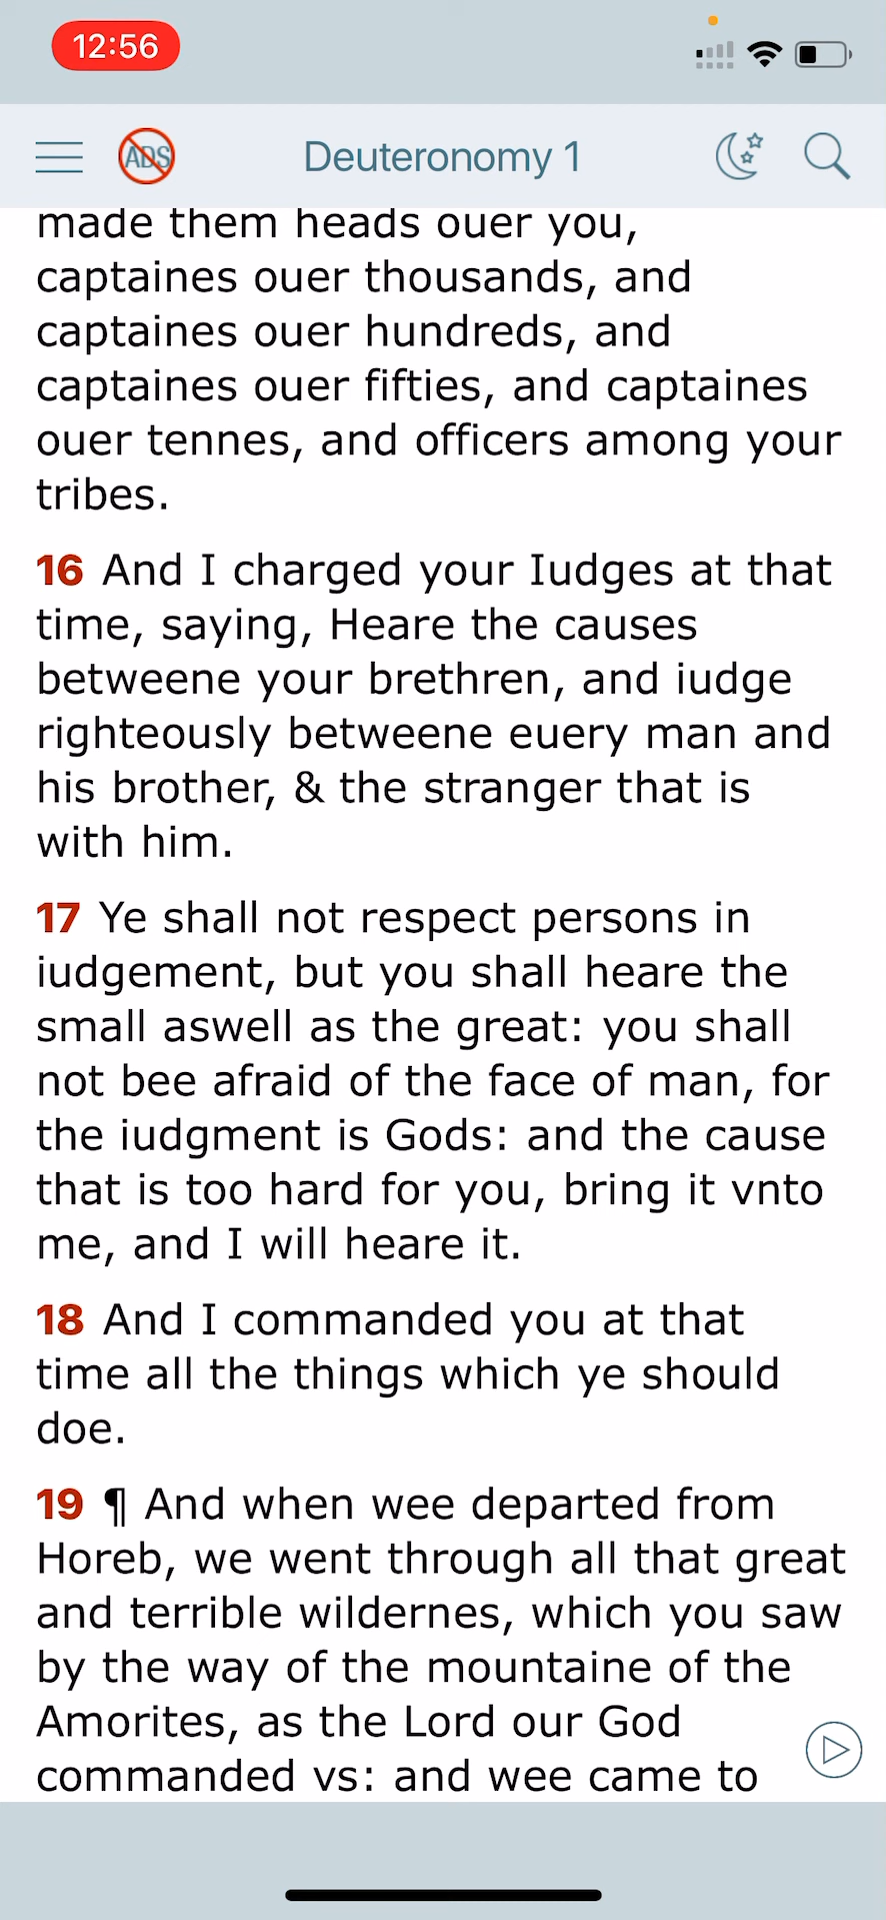 12:56
ADS
Deuteronomy 1
made them heads ouer you,
captaines ouer thousands, and
captaines ouer hundreds, and
captaines ouer fifties, and captaines
ouer tennes, and officers among your
tribes.
16 And I charged your Iudges at that
time, saying, Heare the causes
betweene your brethren, and iudge
righteously betweene euery man and
his brother, & the stranger that is
with him.
17 Ye shall not respect persons in
iudgement, but you shall heare the
small aswell as the great: you shall
not bee afraid of the face of man, for
the iudgment is Gods: and the cause
that is too hard for you, bring it vnto
me, and I will heare it.
18 And I commanded you at that
time all the things which ye should
doe.
19 ¶ And when wee departed from
Horeb, we went through all that great
and terrible wildernes, which you saw
by the way of the mountaine of the
Amorites, as the Lord our God
commanded vs: and wee came to